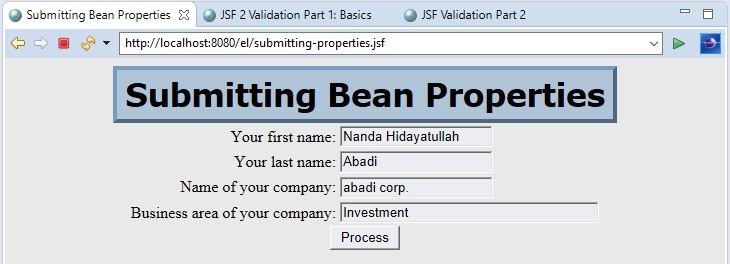 Submitting Bean Properties JSF 2 Validation Part 1: Basics JSF Validation Part 2
http://localhost:8080/el/submitting-properties.jsf
Submitting Bean Properties
Your first name: Nanda Hidayatullah
Your last name: Abadi
Name of your company: abadi corp.
Business area of your company: Investment
Process